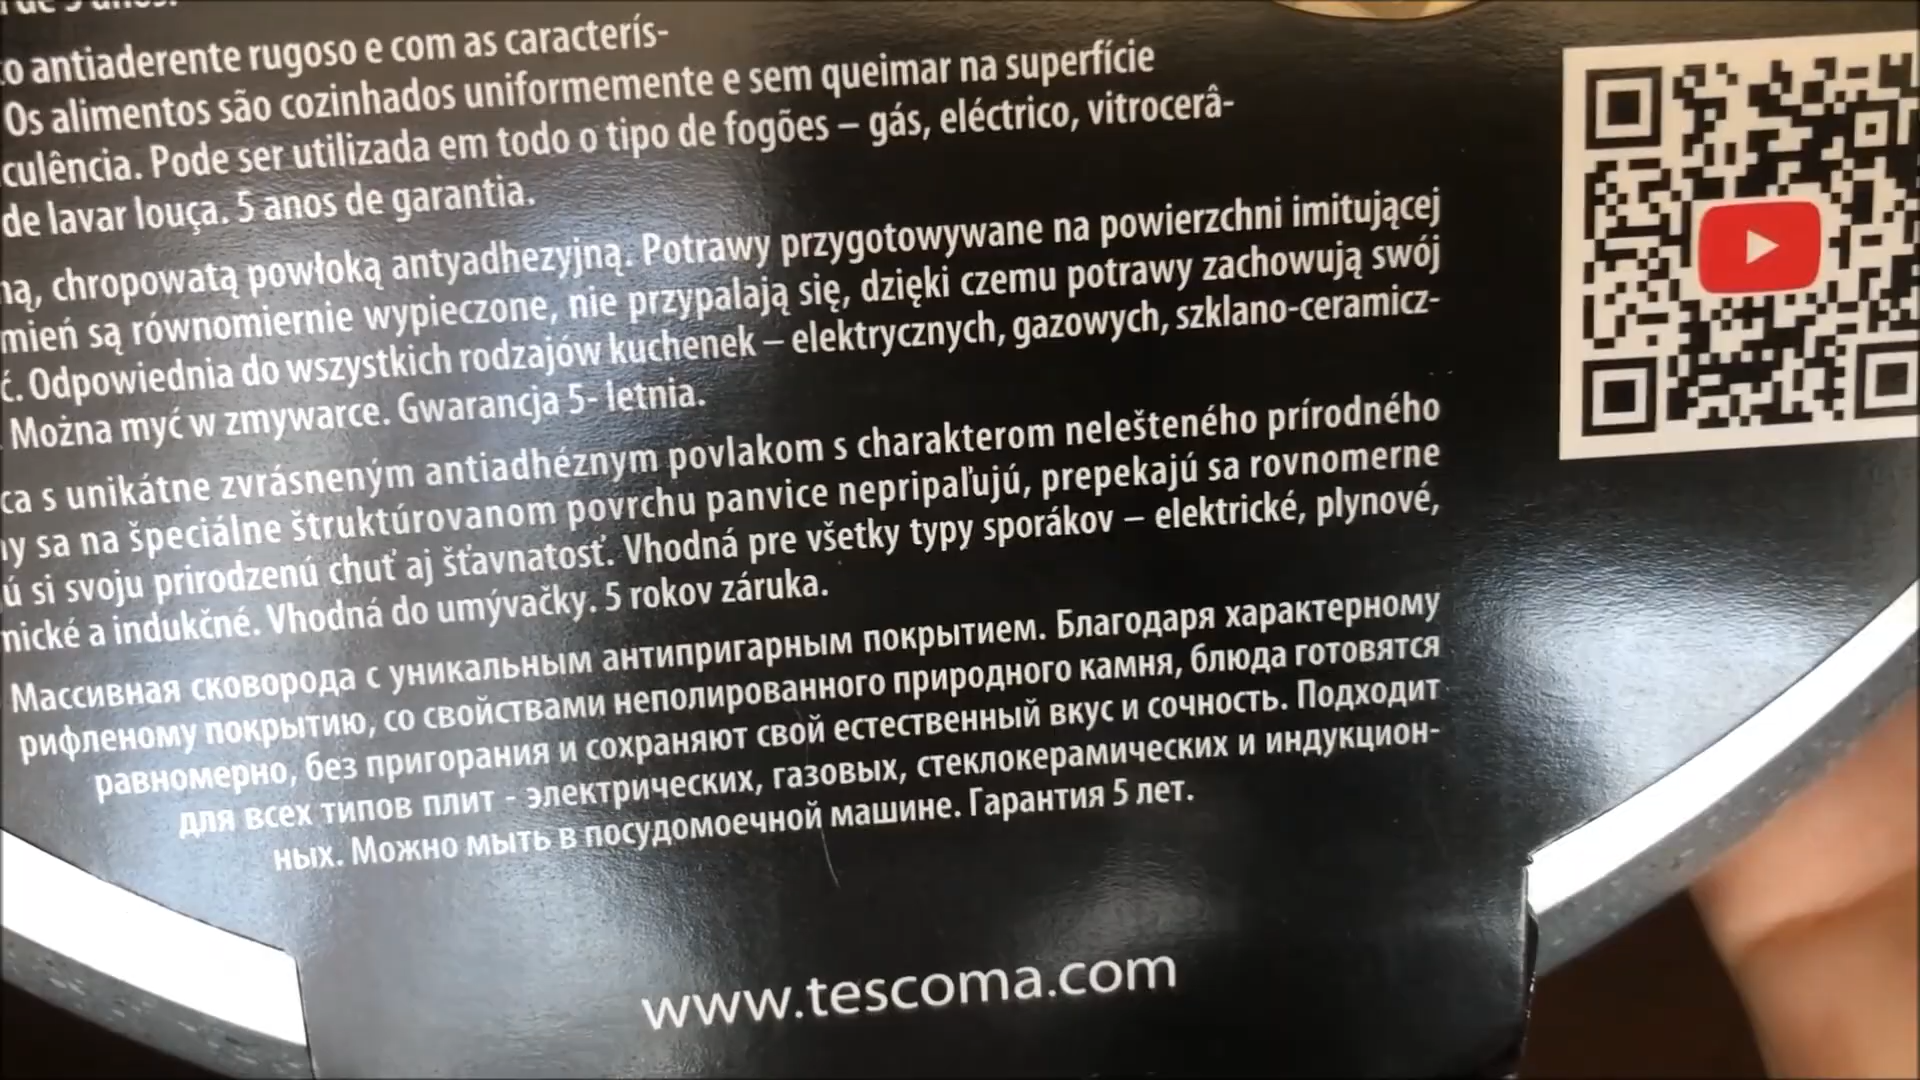 de 5 anos.
o antiaderente rugoso e com as caracterís-
Os alimentos são cozinhados uniformemente e sem queimar na superfície
culência. Pode ser utilizada em todo o tipo de fogões – gás, eléctrico, vitrocerâ-
de lavar louça. 5 anos de garantia.
ną, chropowatą powłoką antyadhezyjną. Potrawy przygotowywane na powierzchni imitującej
mień są równomiernie wypieczone, nie przypalają się, dzięki czemu potrawy zachowują swój
ć. Odpowiednia do wszystkich rodzajów kuchenek – elektrycznych, gazowych, szklano-ceramicz-
Można myć w zmywarce. Gwarancja 5- letnia.
ca s unikátne zvrásneným antiadhéznym povlakom s charakterom nelešteného prírodného
ny sa na špeciálne štruktúrovanom povrchu panvice nepripaľujú, prepekajú sa rovnomerne
ú si svoju prirodzenú chuť aj šťavnatosť. Vhodná pre všetky typy sporákov – elektrické, plynové,
nické a indukčné. Vhodná do umývačky. 5 rokov záruka.
Массивная сковорода с уникальным антипригарным покрытием. Благодаря характерному
рифленому покрытию, со свойствами неполированного природного камня, блюда готовятся
равномерно, без пригорания и сохраняют свой естественный вкус и сочность. Подходит
для всех типов плит - электрических, газовых, стеклокерамических и индукцион-
ных. Можно мыть в посудомоечной машине. Гарантия 5 лет.
www.tescoma.com